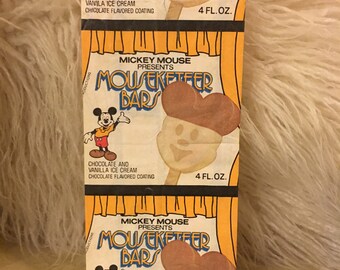 VANILLA ICE CREAM
CHOCOLATE FLAVORED COATING
4 FL. OZ.
MICKEY MOUSE
PRESENTS
MOUSEKETEER
BARS
CHOCOLATE AND
VANILLA ICE CREAM
CHOCOLATE FLAVORED COATING
4 FL. OZ.
MICKEY MOUSE
PRESENTS
MOUSEKETEER
BARS